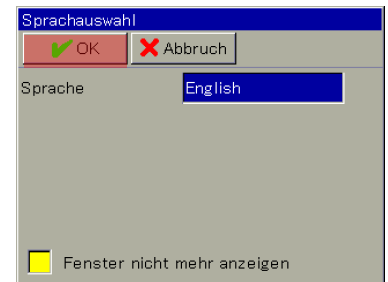 Sprachauswahl
OK Abbruch
Sprache English
Fenster nicht mehr anzeigen